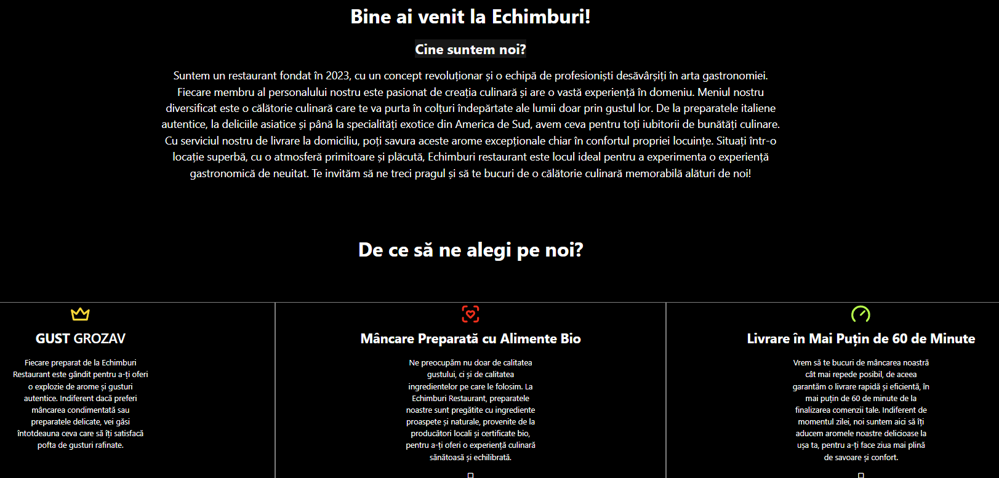 Bine ai venit la Echimburi!
Cine suntem noi?
Suntem un restaurant fondat în 2023, cu un concept revoluționar și o echipă de profesioniști desăvârșiți în arta gastronomiei.
Fiecare membru al personalului nostru este pasionat de creația culinară și are o vastă experiență în domeniu. Meniul nostru
diversificat este o călătorie culinară care te va purta în colțuri îndepărtate ale lumii doar prin gustul lor. De la preparatele italiene
autentice, la deliciile asiatice și până la specialități exotice din America de Sud, avem ceva pentru toți iubitorii de bunătăți culinare.
Cu serviciul nostru de livrare la domiciliu, poți savura aceste arome excepționale chiar în confortul propriei locuințe. Situați într-o
locație superbă, cu o atmosferă primitoare și plăcută, Echimburi restaurant este locul ideal pentru a experimenta o experiență
gastronomică de neuitat. Te invităm să ne treci pragul și să te bucuri de o călătorie culinară memorabilă alături de noi!
De ce să ne alegi pe noi?
GUST GROZAV
Fiecare preparat de la Echimburi
Restaurant este gândit pentru a-ți oferi
o explozie de arome și gusturi
autentice. Indiferent dacă preferi
mâncarea condimentată sau
preparatele delicate, vei găsi
întotdeauna ceva care să îți satisfacă
pofta de gusturi rafinate.
Mâncare Preparată cu Alimente Bio
Ne preocupăm nu doar de calitatea
gustului, ci și de calitatea
ingredientelor pe care le folosim. La
Echimburi Restaurant, preparatele
noastre sunt pregătite cu ingrediente
proaspete și naturale, provenite de la
producători locali și certificate bio,
pentru a-ți oferi o experiență culinară
sănătoasă și echilibrată.
Livrare în Mai Puțin de 60 de Minute
Vrem să te bucuri de mâncarea noastră
cât mai repede posibil, de aceea
garantăm o livrare rapidă și eficientă, în
mai puțin de 60 de minute de la
finalizarea comenzii tale. Indiferent de
momentul zilei, noi suntem aici să îți
aducem aromele noastre delicioase la
ușa ta, pentru a-ți face ziua mai plină
de savoare și confort.